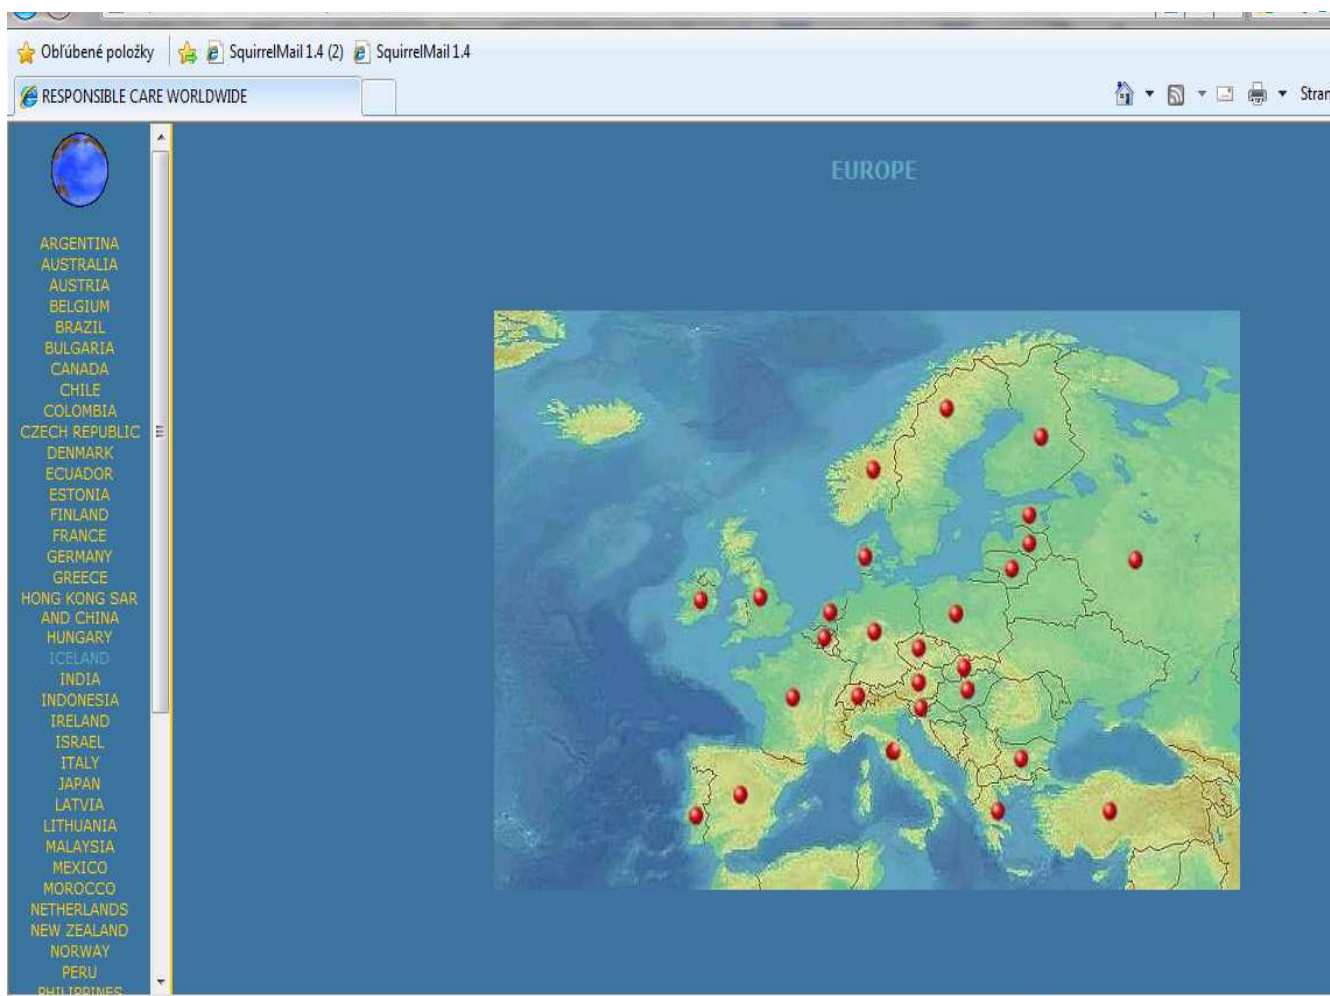 Obľúbené položky SquirrelMail 1.4 (2) SquirrelMail 1.4
RESPONSIBLE CARE WORLDWIDE
EUROPE
ARGENTINA
AUSTRALIA
AUSTRIA
BELGIUM
BRAZIL
BULGARIA
CANADA
CHILE
COLOMBIA
CZECH REPUBLIC
DENMARK
ECUADOR
ESTONIA
FINLAND
FRANCE
GERMANY
GREECE
HONG KONG SAR
AND CHINA
HUNGARY
ICELAND
INDIA
INDONESIA
IRELAND
ISRAEL
ITALY
JAPAN
LATVIA
LITHUANIA
MALAYSIA
MEXICO
MOROCCO
NETHERLANDS
NEW ZEALAND
NORWAY
PERU
PHILIPPINES